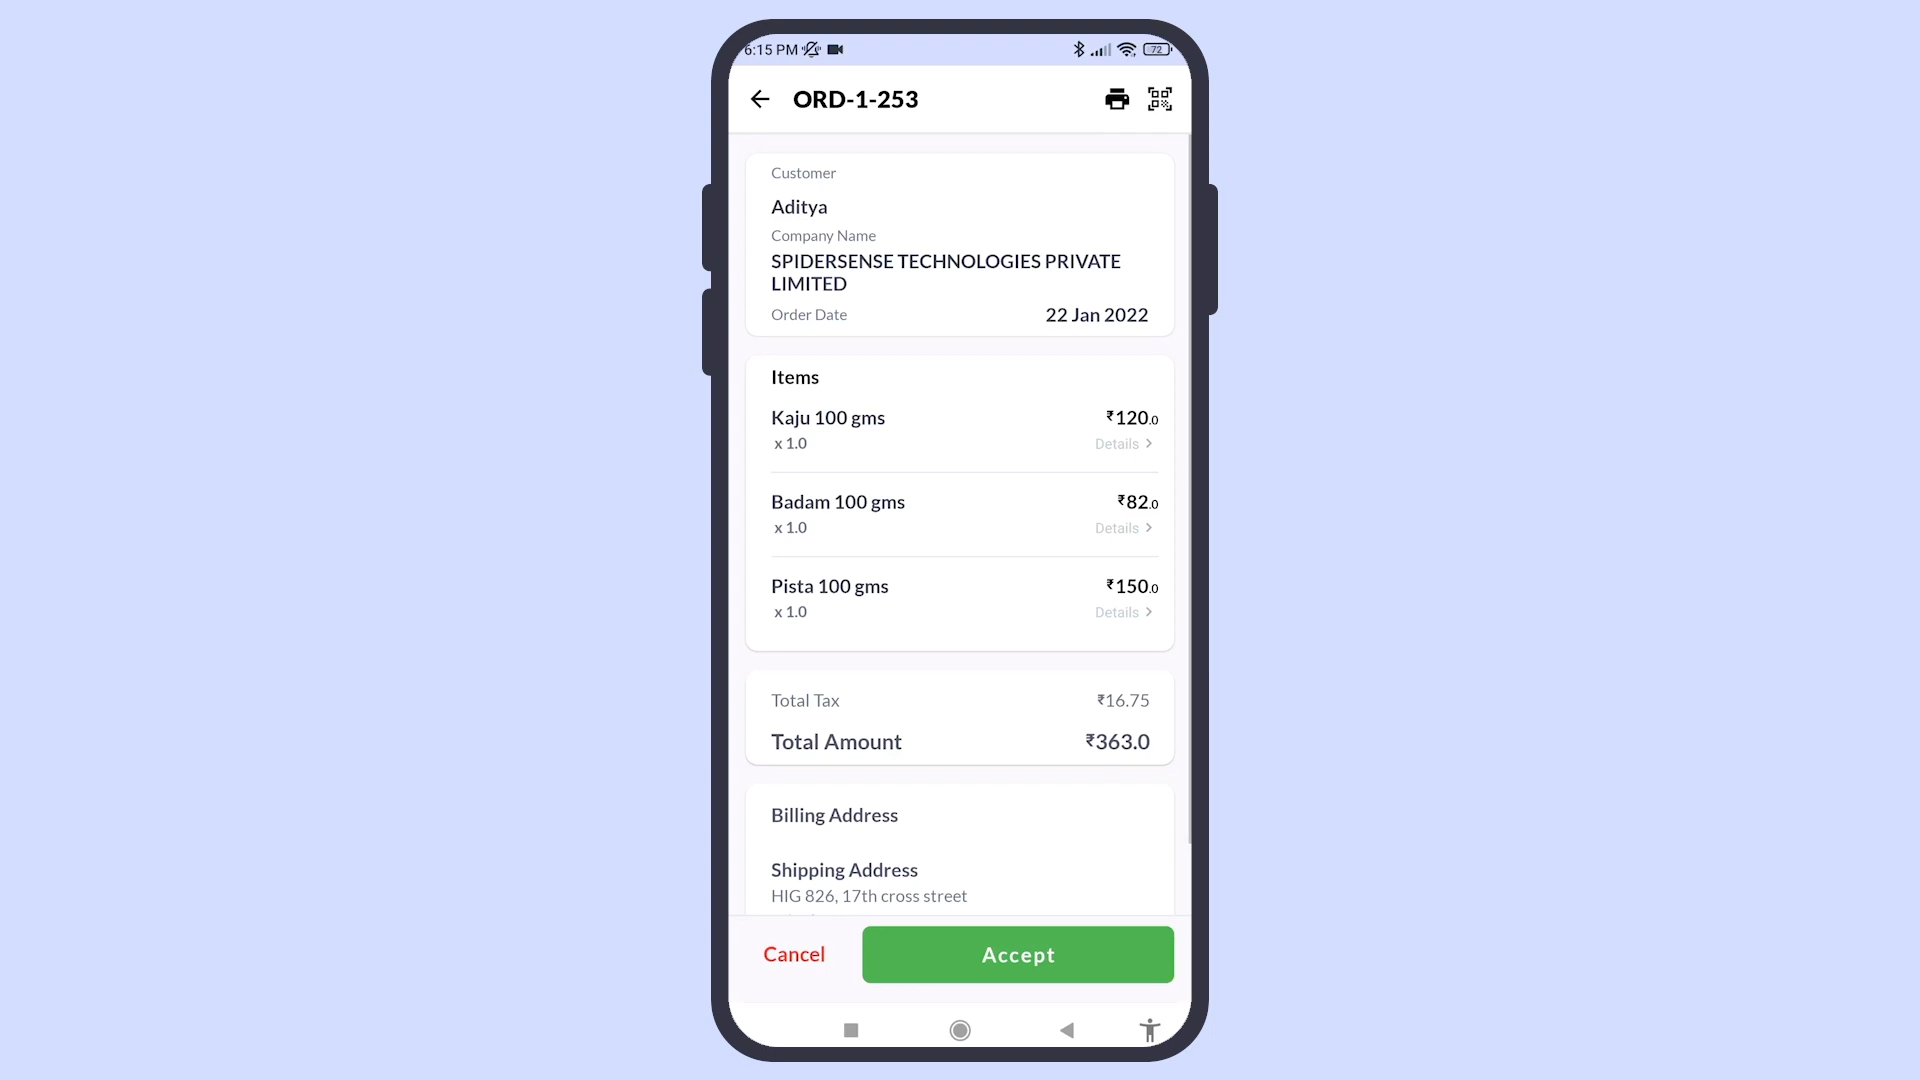 6:15 PM 72
ORD-1-253
Customer
Aditya
Company Name
SPIDERSENSE TECHNOLOGIES PRIVATE
LIMITED
Order Date 22 Jan 2022
Items
Kaju 100 gms ₹120.0
x 1.0 Details
Badam 100 gms ₹82.0
x 1.0 Details
Pista 100 gms ₹150.0
x 1.0 Details
Total Tax ₹16.75
Total Amount ₹363.0
Billing Address
Shipping Address
HIG 826, 17th cross street
Cancel Accept